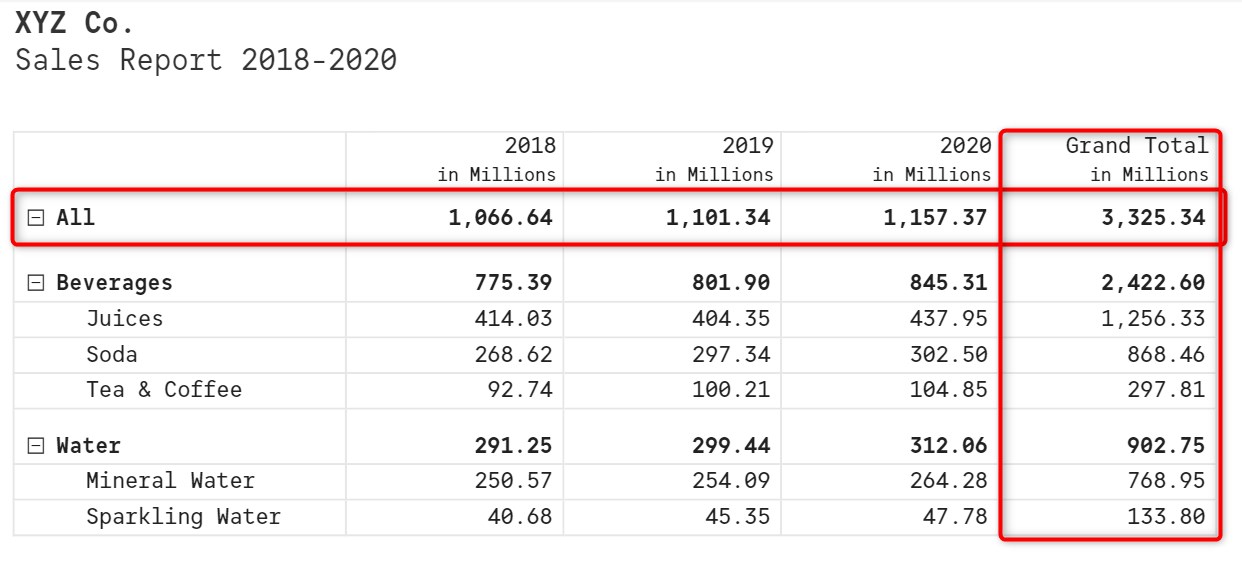 XYZ Co.
Sales Report 2018-2020
2018 2019 2020 Grand Total
in Millions in Millions in Millions in Millions
All 1,066.64 1,101.34 1,157.37 3,325.34
Beverages 775.39 801.90 845.31 2,422.60
Juices 414.03 404.35 437.95 1,256.33
Soda 268.62 297.34 302.50 868.46
Tea & Coffee 92.74 100.21 104.85 297.81
Water 291.25 299.44 312.06 902.75
Mineral Water 250.57 254.09 264.28 768.95
Sparkling Water 40.68 45.35 47.78 133.80